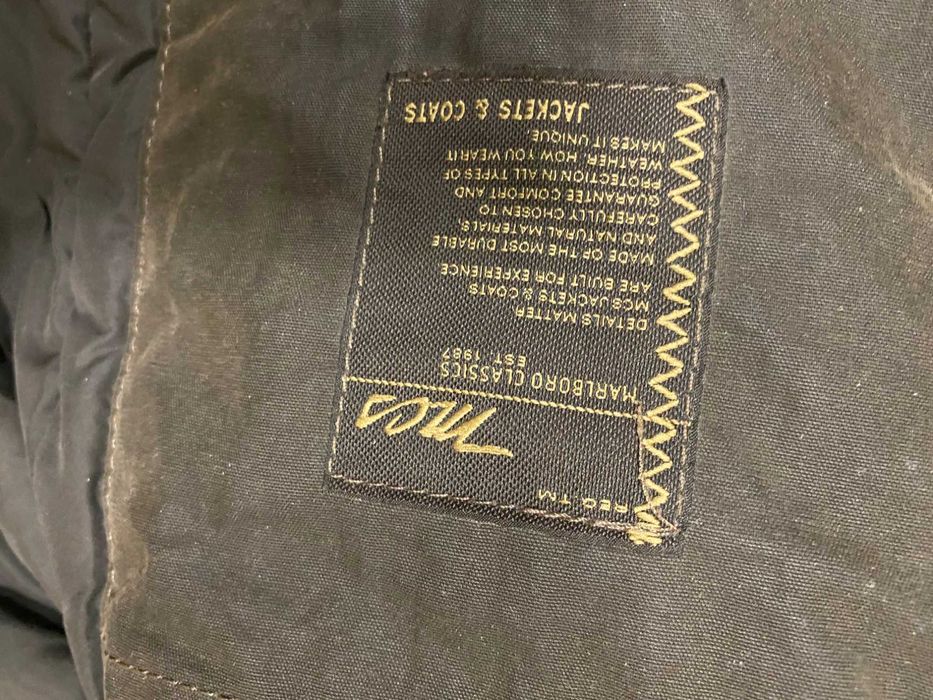 REG TM
mcs
MARLBORO CLASSICS
EST 1987
DETAILS MATTER.
MCS JACKETS & COATS
ARE BUILT FOR EXPERIENCE
MADE OF THE MOST DURABLE
AND NATURAL MATERIALS,
CAREFULLY CHOSEN TO
GUARANTEE COMFORT AND
PROTECTION IN ALL TYPES OF
WEATHER. HOW YOU WEAR IT
MAKES IT UNIQUE
JACKETS & COATS